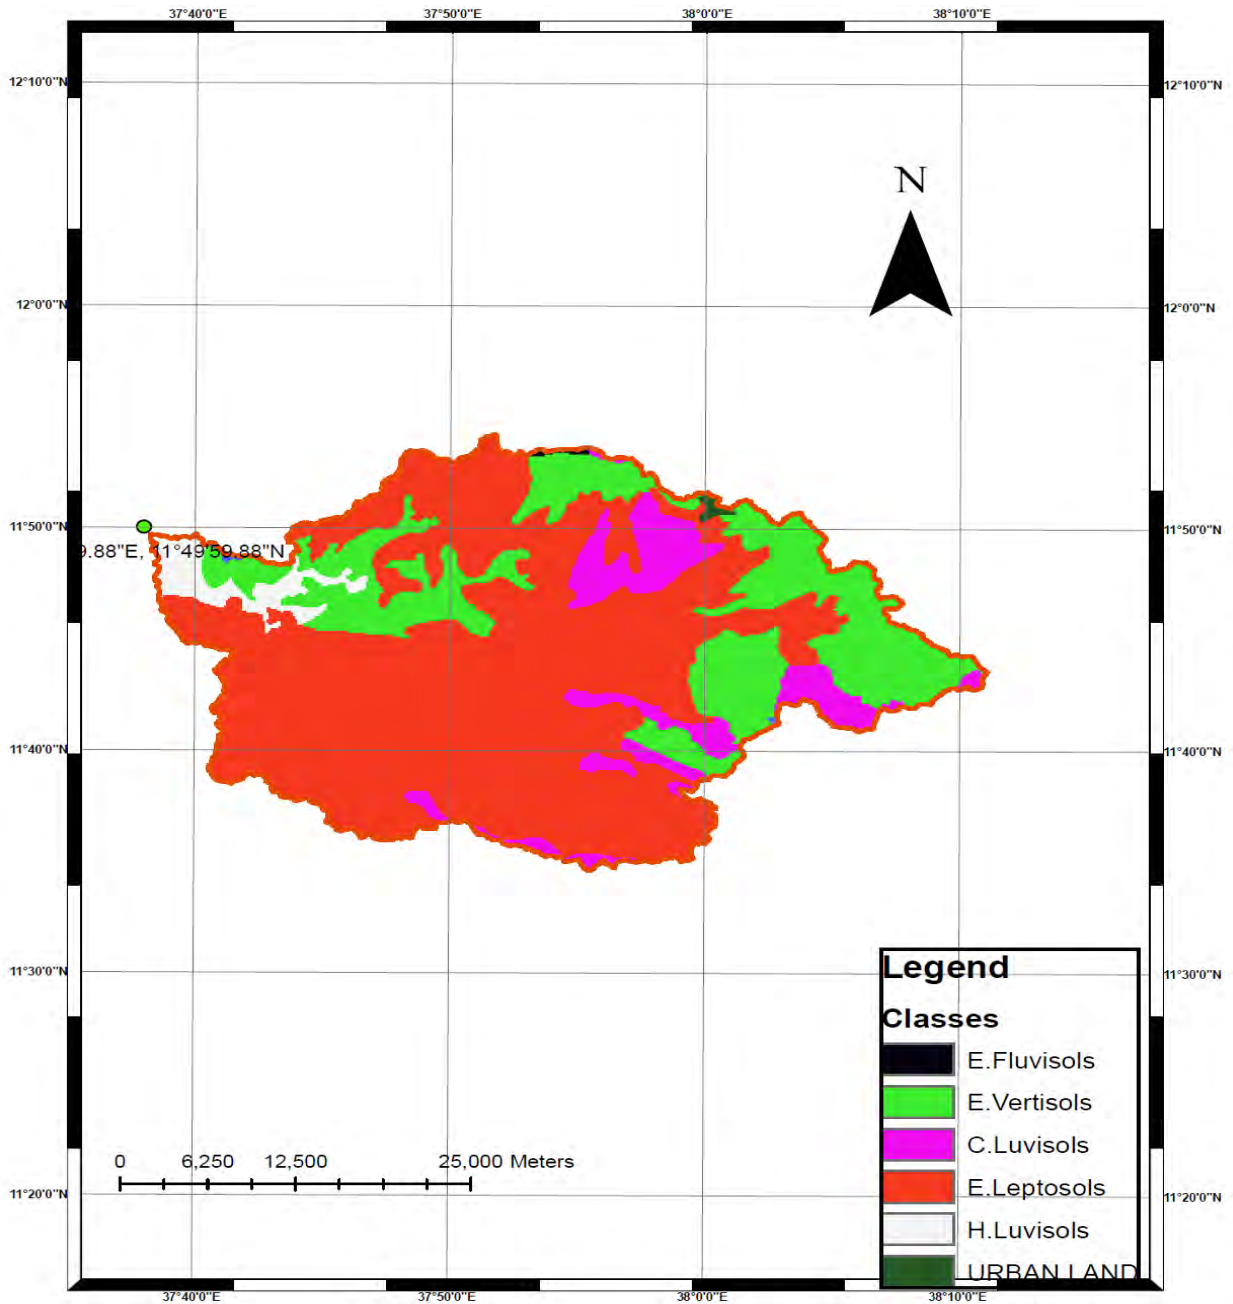 37°40'0"E 37°50'0"E 38°0'0"E 38°10'0"E
12°10'0"N 12°10'0"N
N
12°0'0"N 12°0'0"N
11°50'0"N 11°50'0"N
9.88"E, 11°49'59.88"N
11°40'0"N 11°40'0"N
11°30'0"N 11°30'0"N
Legend
Classes
E.Fluvisols
E.Vertisols
C.Luvisols
E.Leptosols
H.Luvisols
URBAN LAND
0 6,250 12,500 25,000 Meters
11°20'0"N 11°20'0"N
37°40'0"E 37°50'0"E 38°0'0"E 38°10'0"E